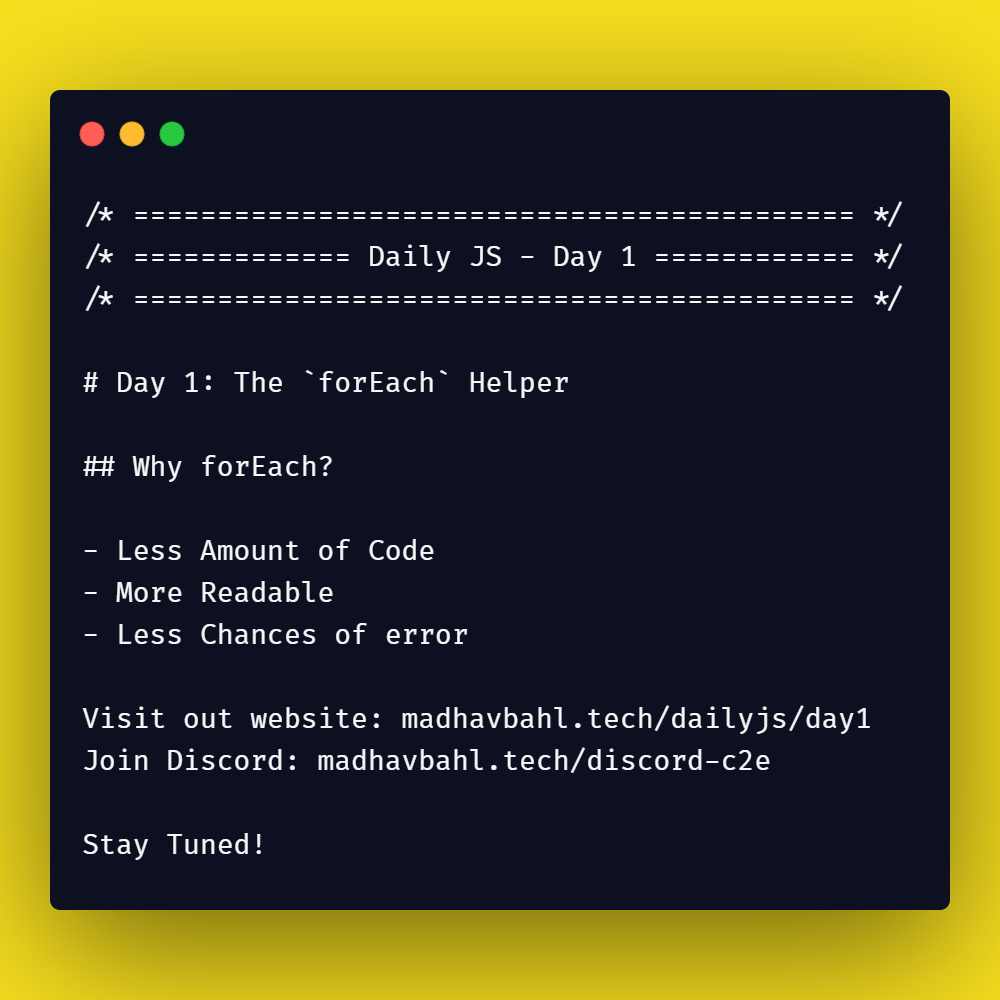 /* =========================================== */
/* ============= Daily JS - Day 1 ============ */
/* =========================================== */
# Day 1: The `forEach` Helper
## Why forEach?
- Less Amount of Code
- More Readable
- Less Chances of error
Visit out website: madhavbahl.tech/dailyjs/day1
Join Discord: madhavbahl.tech/discord-c2e
Stay Tuned!